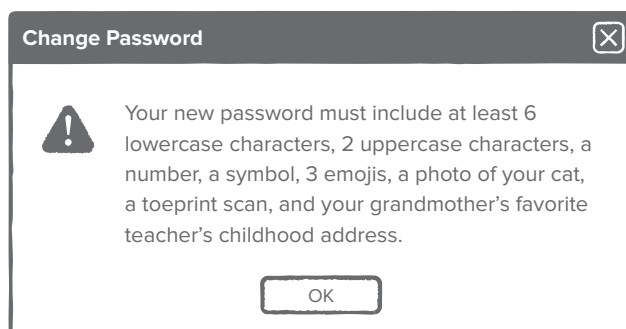 Change Password
Your new password must include at least 6
lowercase characters, 2 uppercase characters, a
number, a symbol, 3 emojis, a photo of your cat,
a toeprint scan, and your grandmother’s favorite
teacher’s childhood address.
OK